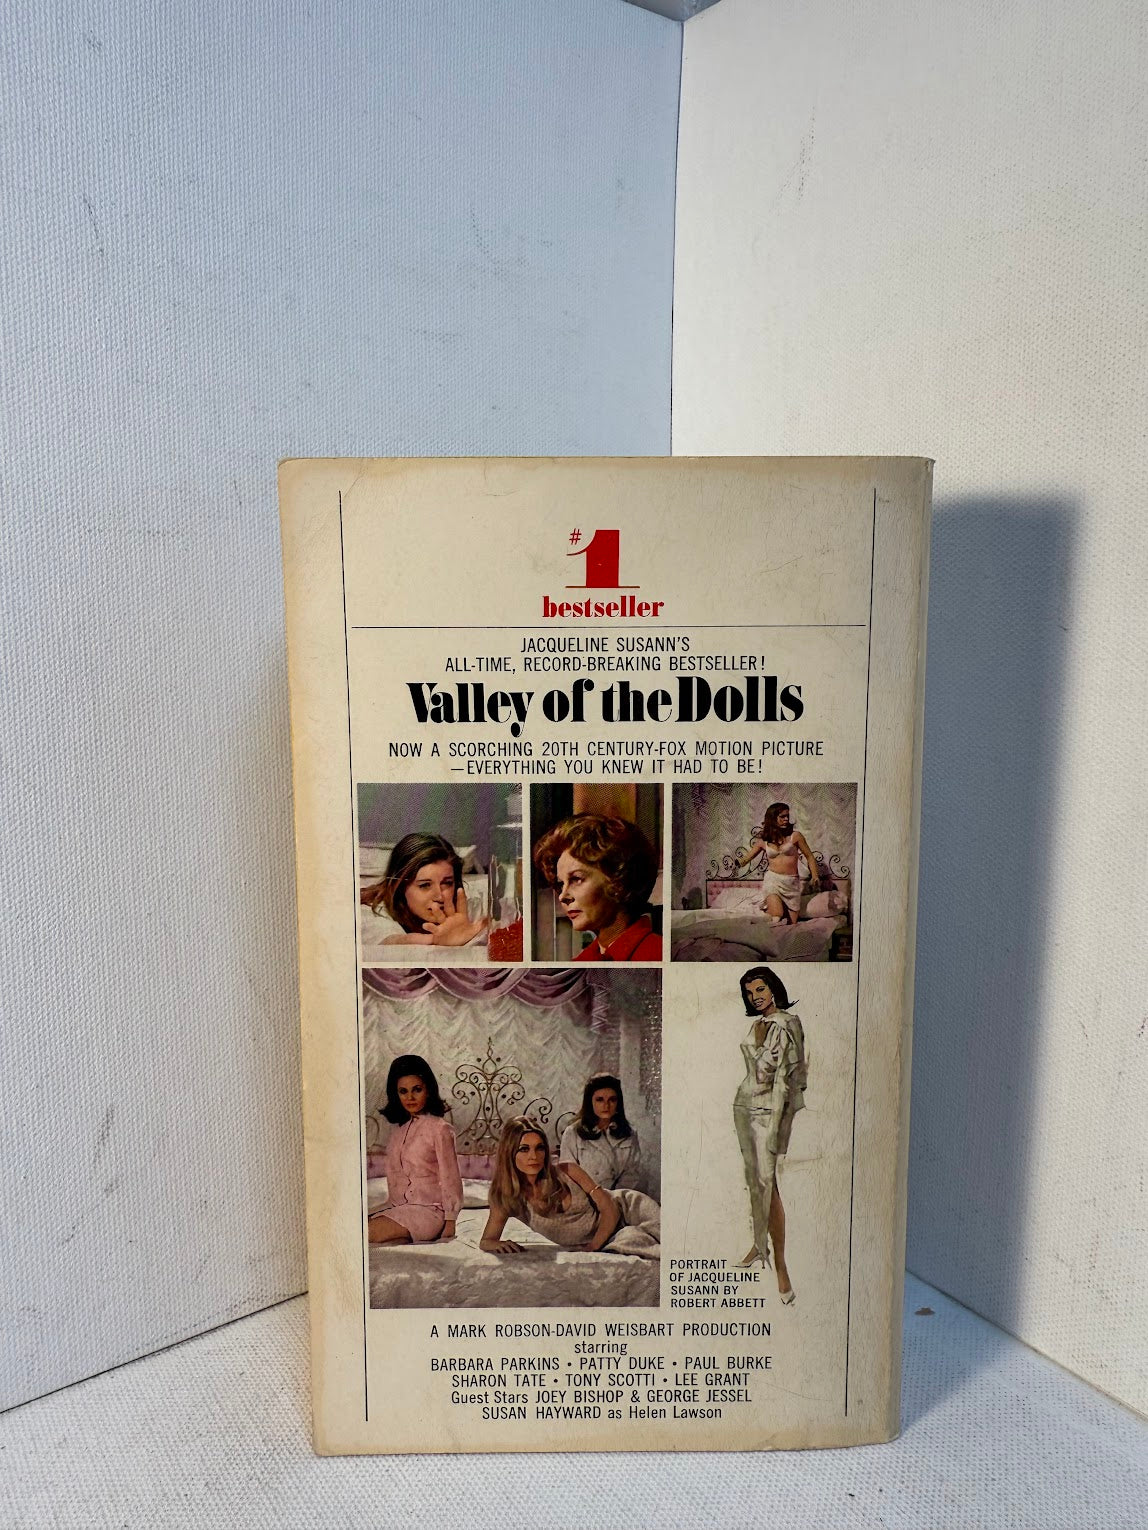 #1
bestseller
JACQUELINE SUSANN'S
ALL-TIME, RECORD-BREAKING BESTSELLER!
Valley of the Dolls
NOW A SCORCHING 20TH CENTURY-FOX MOTION PICTURE
—EVERYTHING YOU KNEW IT HAD TO BE!
PORTRAIT
OF JACQUELINE
SUSANN BY
ROBERT ABBETT
A MARK ROBSON-DAVID WEISBART PRODUCTION
starring
BARBARA PARKINS • PATTY DUKE • PAUL BURKE
SHARON TATE • TONY SCOTTI • LEE GRANT
Guest Stars JOEY BISHOP & GEORGE JESSEL
SUSAN HAYWARD as Helen Lawson